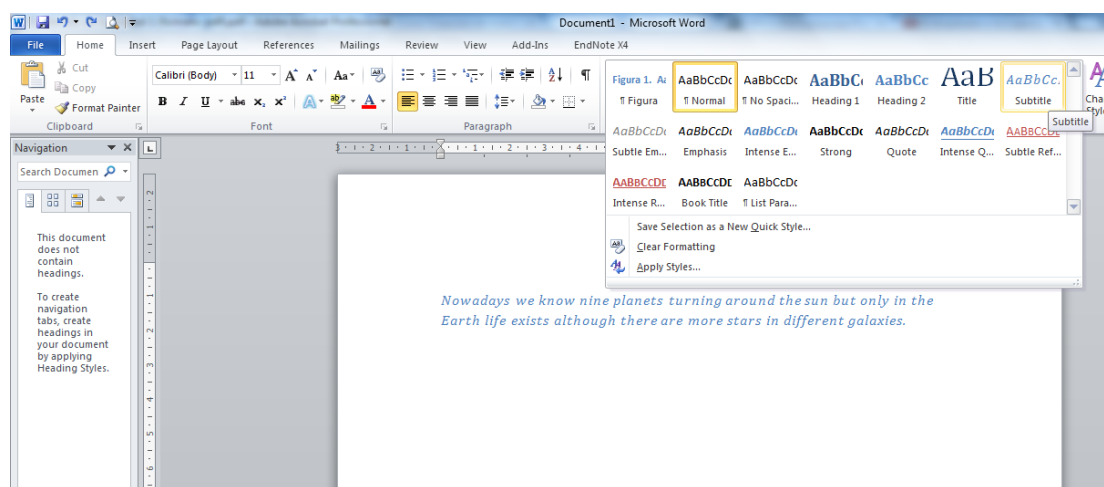 Document1 - Microsoft Word
File Home Insert Page Layout References Mailings Review View Add-Ins EndNote X4
Cut
Copy
Format Painter
Paste
Clipboard
Calibri (Body) 11
B I U abc x₂ x² A
Font
Paragraph
Figura 1. AaBbCcDc AaBbCcDc AaBbC AaBbCc AaB AaBbCc.
¶ Figura ¶ Normal ¶ No Spaci... Heading 1 Heading 2 Title Subtitle
Subtitle
AaBbCcDc AaBbCcDc AaBbCcDc AaBbCcDc AaBbCcDc AaBbCcDc AABBCCDC
Subtle Em... Emphasis Intense E... Strong Quote Intense Q... Subtle Ref...
AABBCCDE AABBCCDE AaBbCcDc
Intense R... Book Title ¶ List Para...
Save Selection as a New Quick Style...
Clear Formatting
Apply Styles...
Navigation
Search Documen
This document
does not
contain
headings.
To create
navigation
tabs, create
headings in
your document
by applying
Heading Styles.
Nowadays we know nine planets turning around the sun but only in the
Earth life exists although there are more stars in different galaxies.